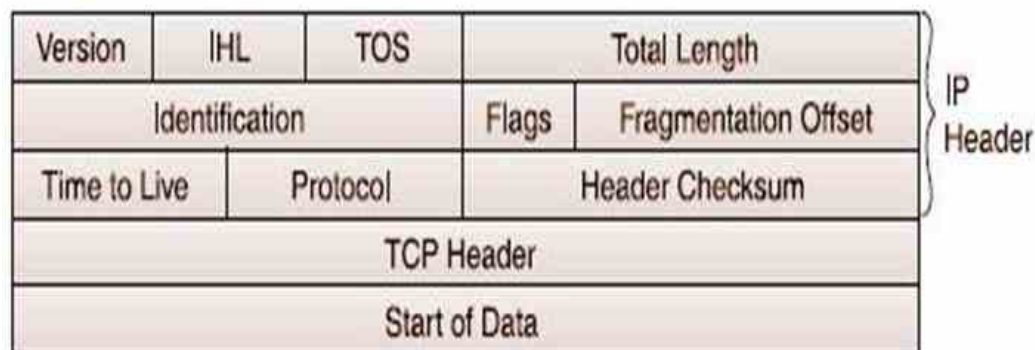 Version IHL TOS Total Length
Identification Flags Fragmentation Offset
Time to Live Protocol Header Checksum
IP
Header
TCP Header
Start of Data